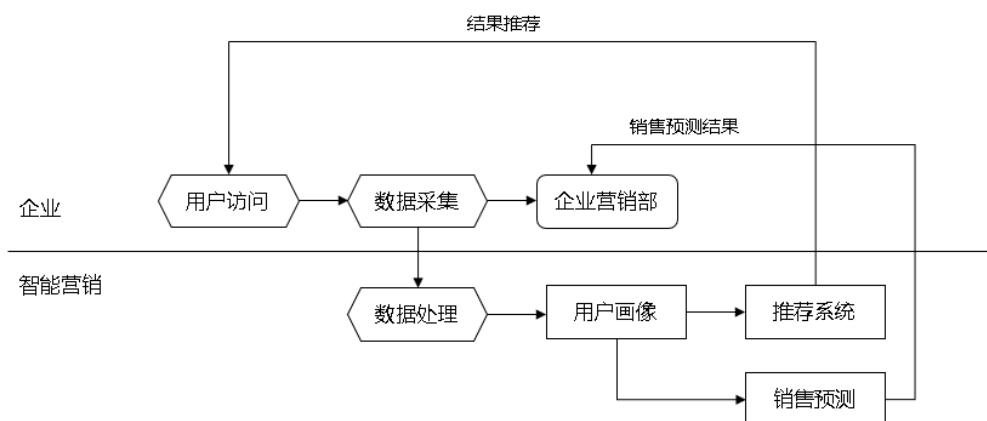 结果推荐
销售预测结果
企业
用户访问
数据采集
企业营销部
智能营销
数据处理
用户画像
推荐系统
销售预测